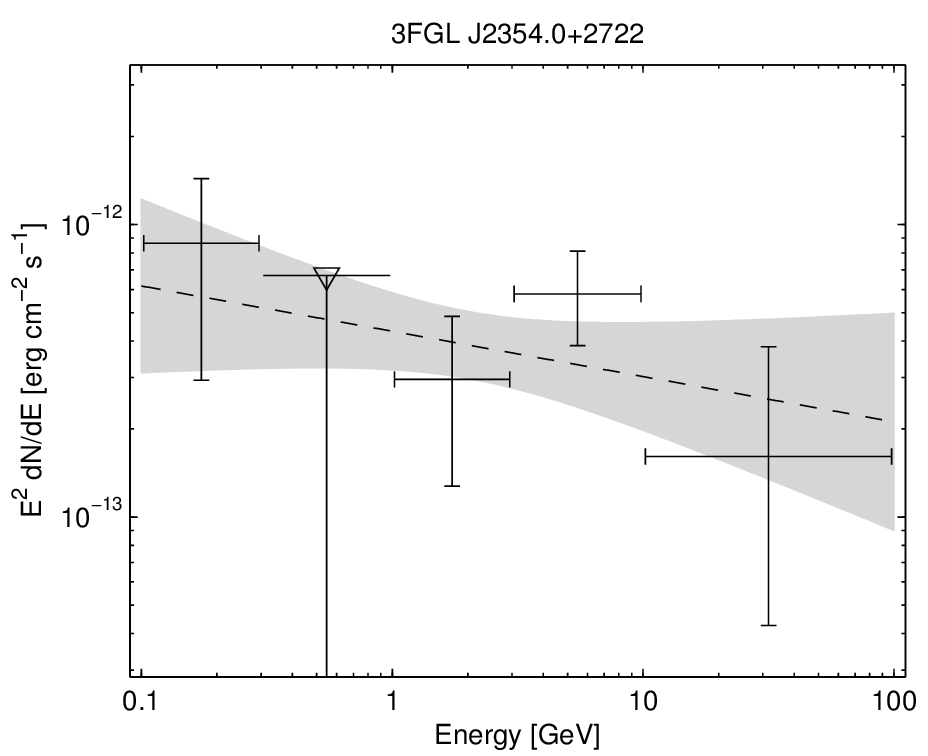 3FGL J2354.0+2722
E² dN/dE [erg cm⁻² s⁻¹]
10⁻¹²
10⁻¹³
0.1 1 10 100
Energy [GeV]